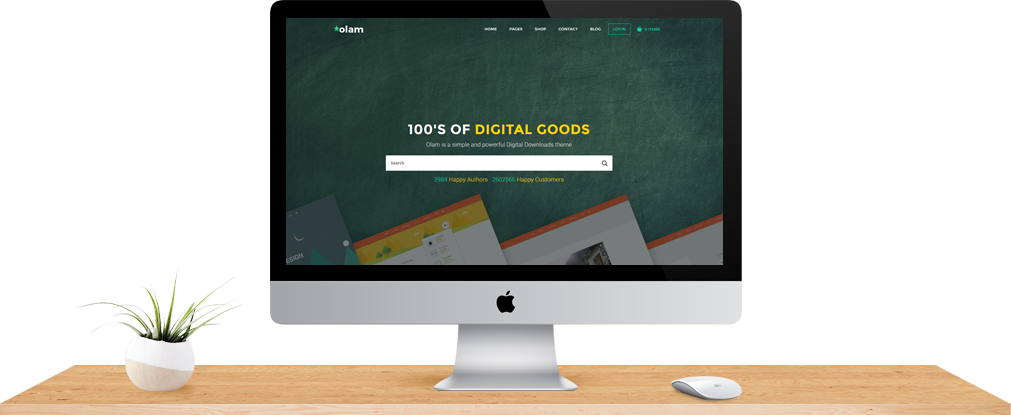 olam
HOME PAGES SHOP CONTACT BLOG LOGIN 0 ITEMS
100'S OF DIGITAL GOODS
Olam is a simple and powerful Digital Downloads theme
Search
2984 Happy Authors 2602566 Happy Customers
ESIGN